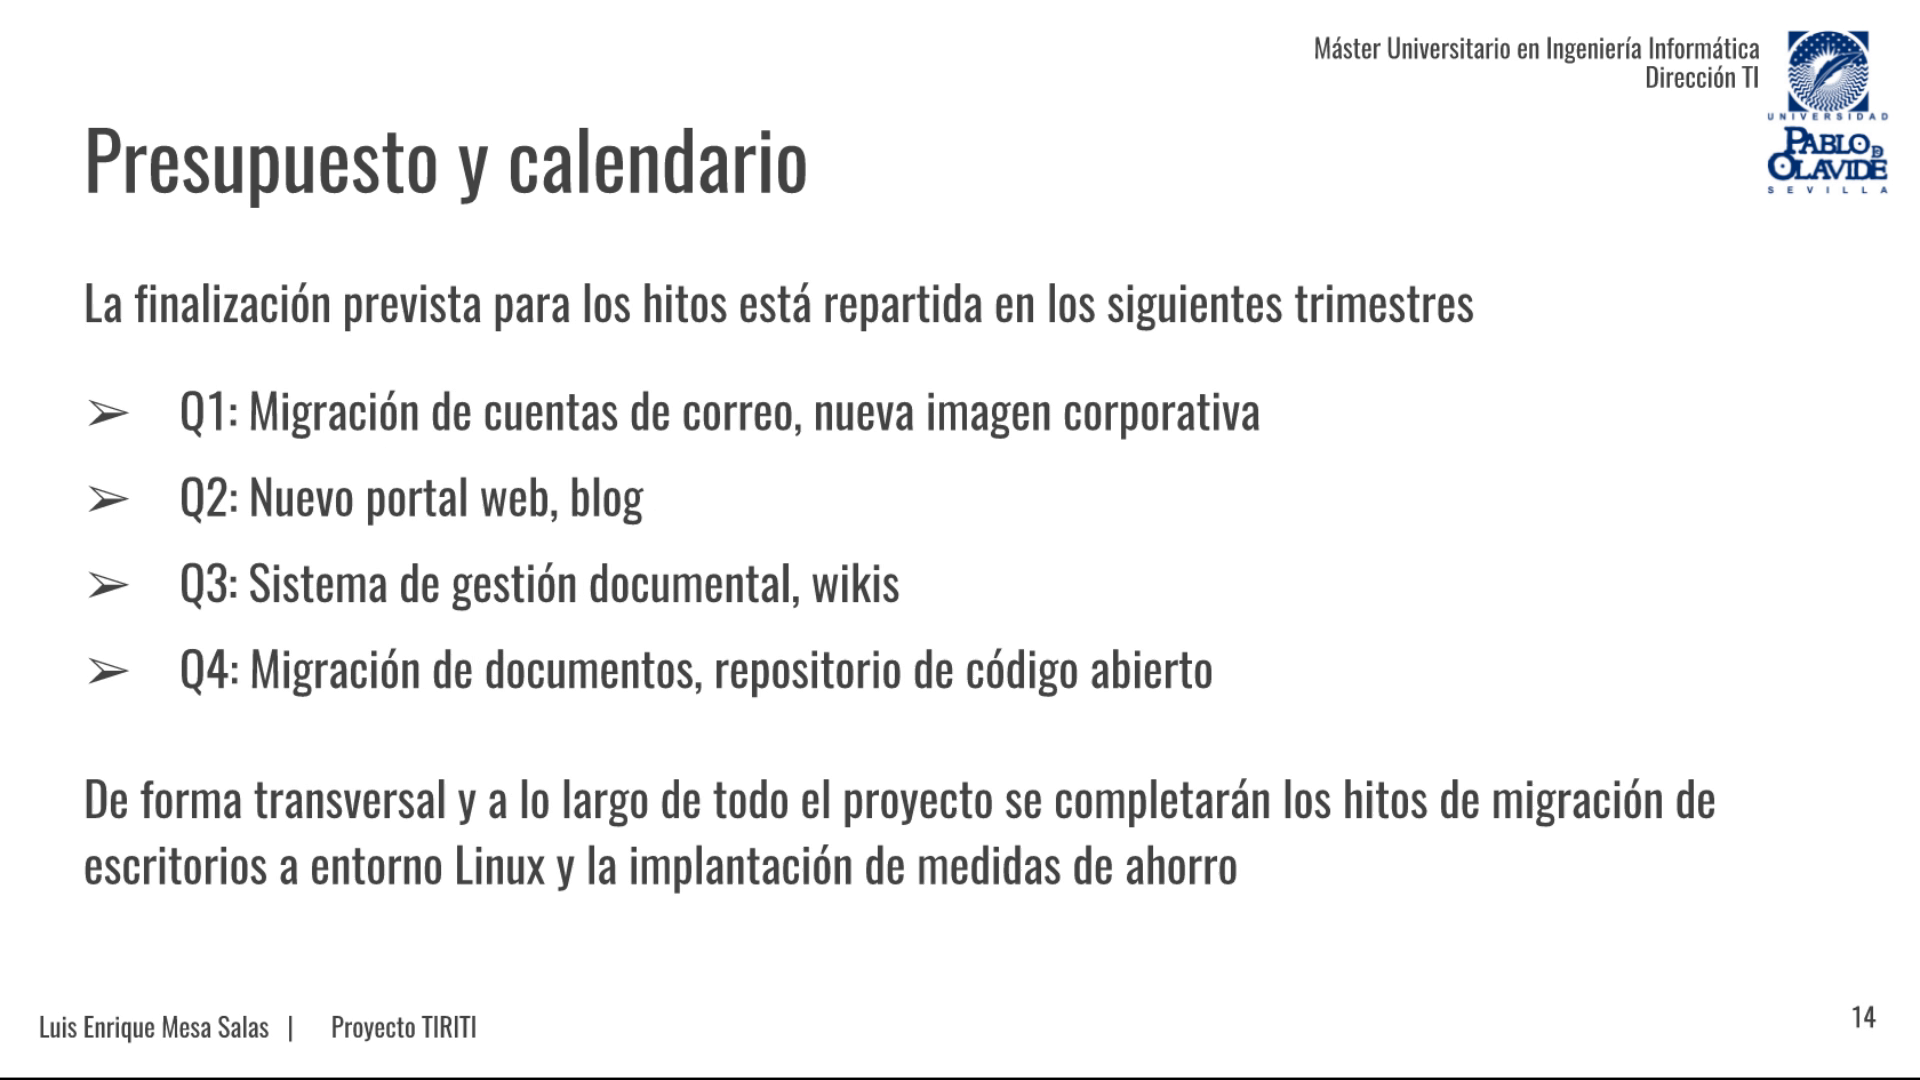 Máster Universitario en Ingeniería Informática
Dirección TI
UNIVERSIDAD
PABLO DE
OLAVIDE
SEVILLA
Presupuesto y calendario
La finalización prevista para los hitos está repartida en los siguientes trimestres
➢ Q1: Migración de cuentas de correo, nueva imagen corporativa
➢ Q2: Nuevo portal web, blog
➢ Q3: Sistema de gestión documental, wikis
➢ Q4: Migración de documentos, repositorio de código abierto
De forma transversal y a lo largo de todo el proyecto se completarán los hitos de migración de
escritorios a entorno Linux y la implantación de medidas de ahorro
Luis Enrique Mesa Salas | Proyecto TIRITI
14